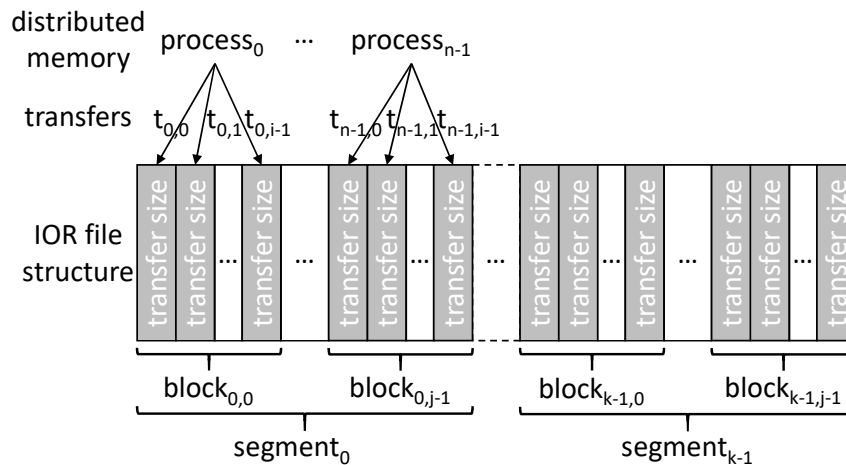 distributed memory
process0 ... processn-1
transfers
t0,0 t0,1 t0,i-1 tn-1,0 tn-1,1 tn-1,i-1
IOR file structure
transfer size transfer size ... transfer size ... transfer size transfer size ... transfer size ... transfer size transfer size ... transfer size ... transfer size transfer size ... transfer size
block0,0 block0,j-1 blockk-1,0 blockk-1,j-1
segment0 segmentk-1